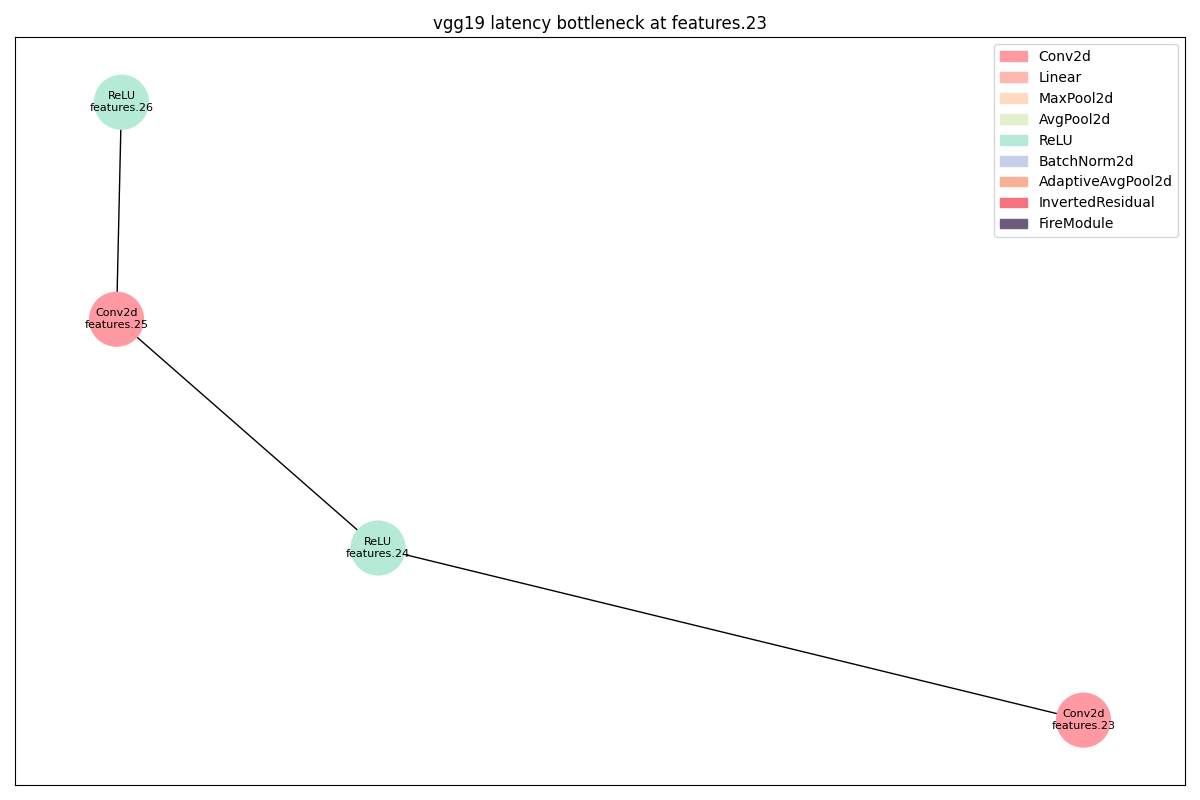 vgg19 latency bottleneck at features.23
Conv2d
Linear
MaxPool2d
AvgPool2d
ReLU
BatchNorm2d
AdaptiveAvgPool2d
InvertedResidual
FireModule
ReLU
features.26
Conv2d
features.25
ReLU
features.24
Conv2d
features.23